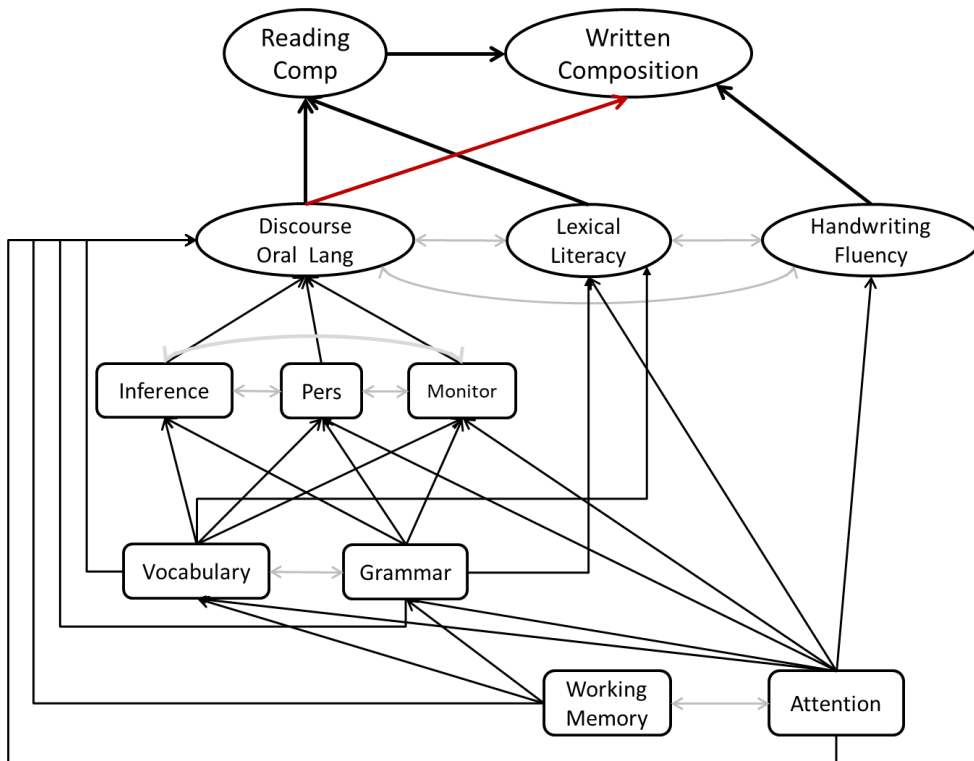 Reading
Comp
Written
Composition
Discourse
Oral Lang
Lexical
Literacy
Handwriting
Fluency
Inference
Pers
Monitor
Vocabulary
Grammar
Working
Memory
Attention